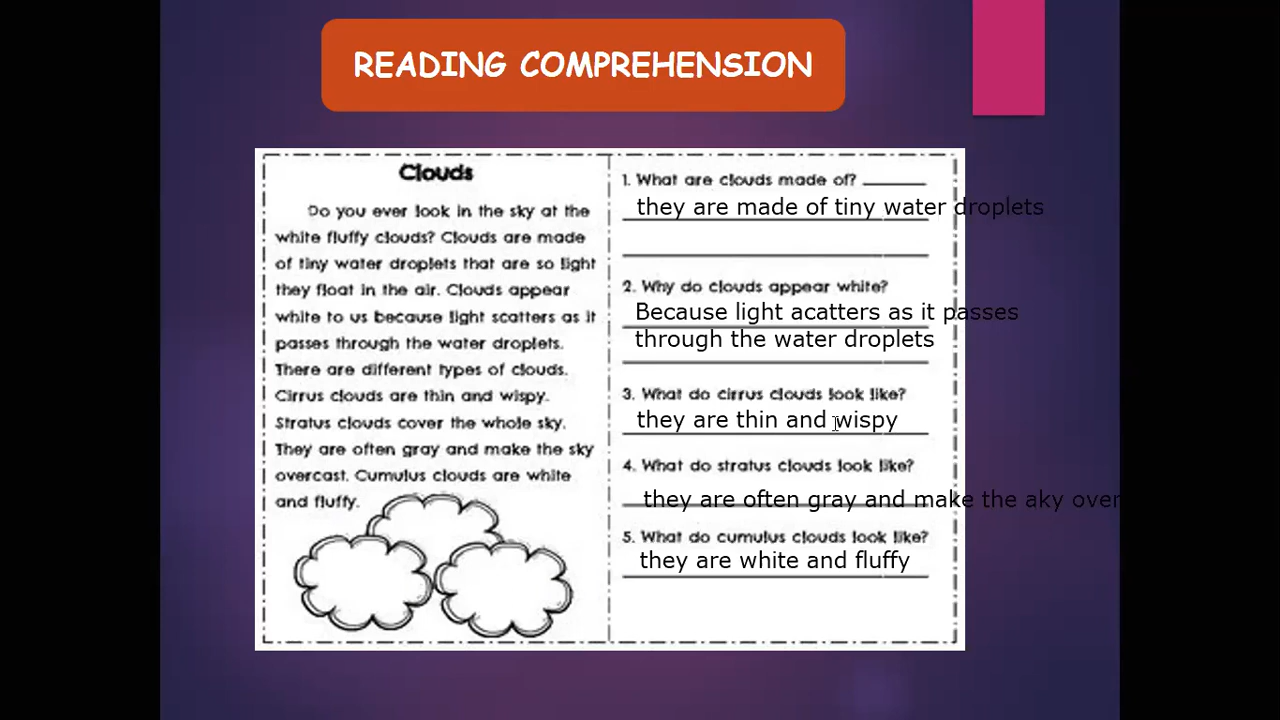 READING COMPREHENSION
Clouds
Do you ever look in the sky at the
white fluffy clouds? Clouds are made
of tiny water droplets that are so light
they float in the air. Clouds appear
white to us because light scatters as it
passes through the water droplets.
There are different types of clouds.
Cirrus clouds are thin and wispy.
Stratus clouds cover the whole sky.
They are often gray and make the sky
overcast. Cumulus clouds are white
and fluffy.
1. What are clouds made of?
they are made of tiny water droplets
2. Why do clouds appear white?
Because light acatters as it passes
through the water droplets
3. What do cirrus clouds look like?
they are thin and wispy
4. What do stratus clouds look like?
they are often gray and make the aky over
5. What do cumulus clouds look like?
they are white and fluffy